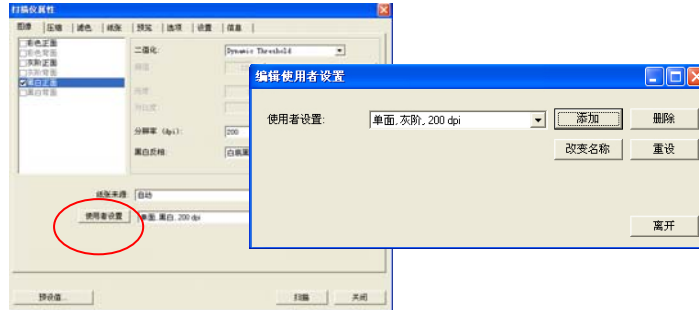 扫描仪属性
图像 压缩 滤色 纸张 预览 选项 设置 信息
彩色正面
彩色背面
灰阶正面
灰阶背面
黑白正面
黑白背面
二值化:
Dynamic Threshold
分辨率 (dpi):
200
黑白反相:
纸张来源:
自动
使用者设置
单面, 黑白, 200 dpi
预设值...
扫描
关闭
编辑使用者设置
使用者设置:
单面, 灰阶, 200 dpi
添加
删除
改变名称
重设
离开